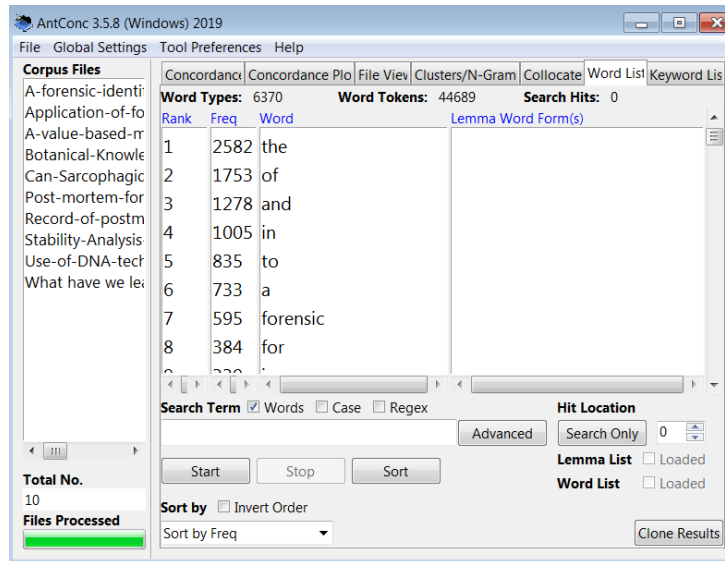 AntConc 3.5.8 (Windows) 2019
File Global Settings Tool Preferences Help
Corpus Files
A-forensic-identi
Application-of-fo
A-value-based-m
Botanical-Knowle
Can-Sarcophagic
Post-mortem-for
Record-of-postm
Stability-Analysis-
Use-of-DNA-tech
What have we lea
Total No.
10
Files Processed
Concordance Concordance Plo File View Clusters/N-Gram Collocate Word List Keyword Lis
Word Types: 6370 Word Tokens: 44689 Search Hits: 0
Rank Freq Word Lemma Word Form(s)
1 2582 the
2 1753 of
3 1278 and
4 1005 in
5 835 to
6 733 a
7 595 forensic
8 384 for
Search Term Words Case Regex Hit Location
Advanced Search Only 0
Start Stop Sort Lemma List Loaded
Word List Loaded
Sort by Invert Order
Sort by Freq Clone Results